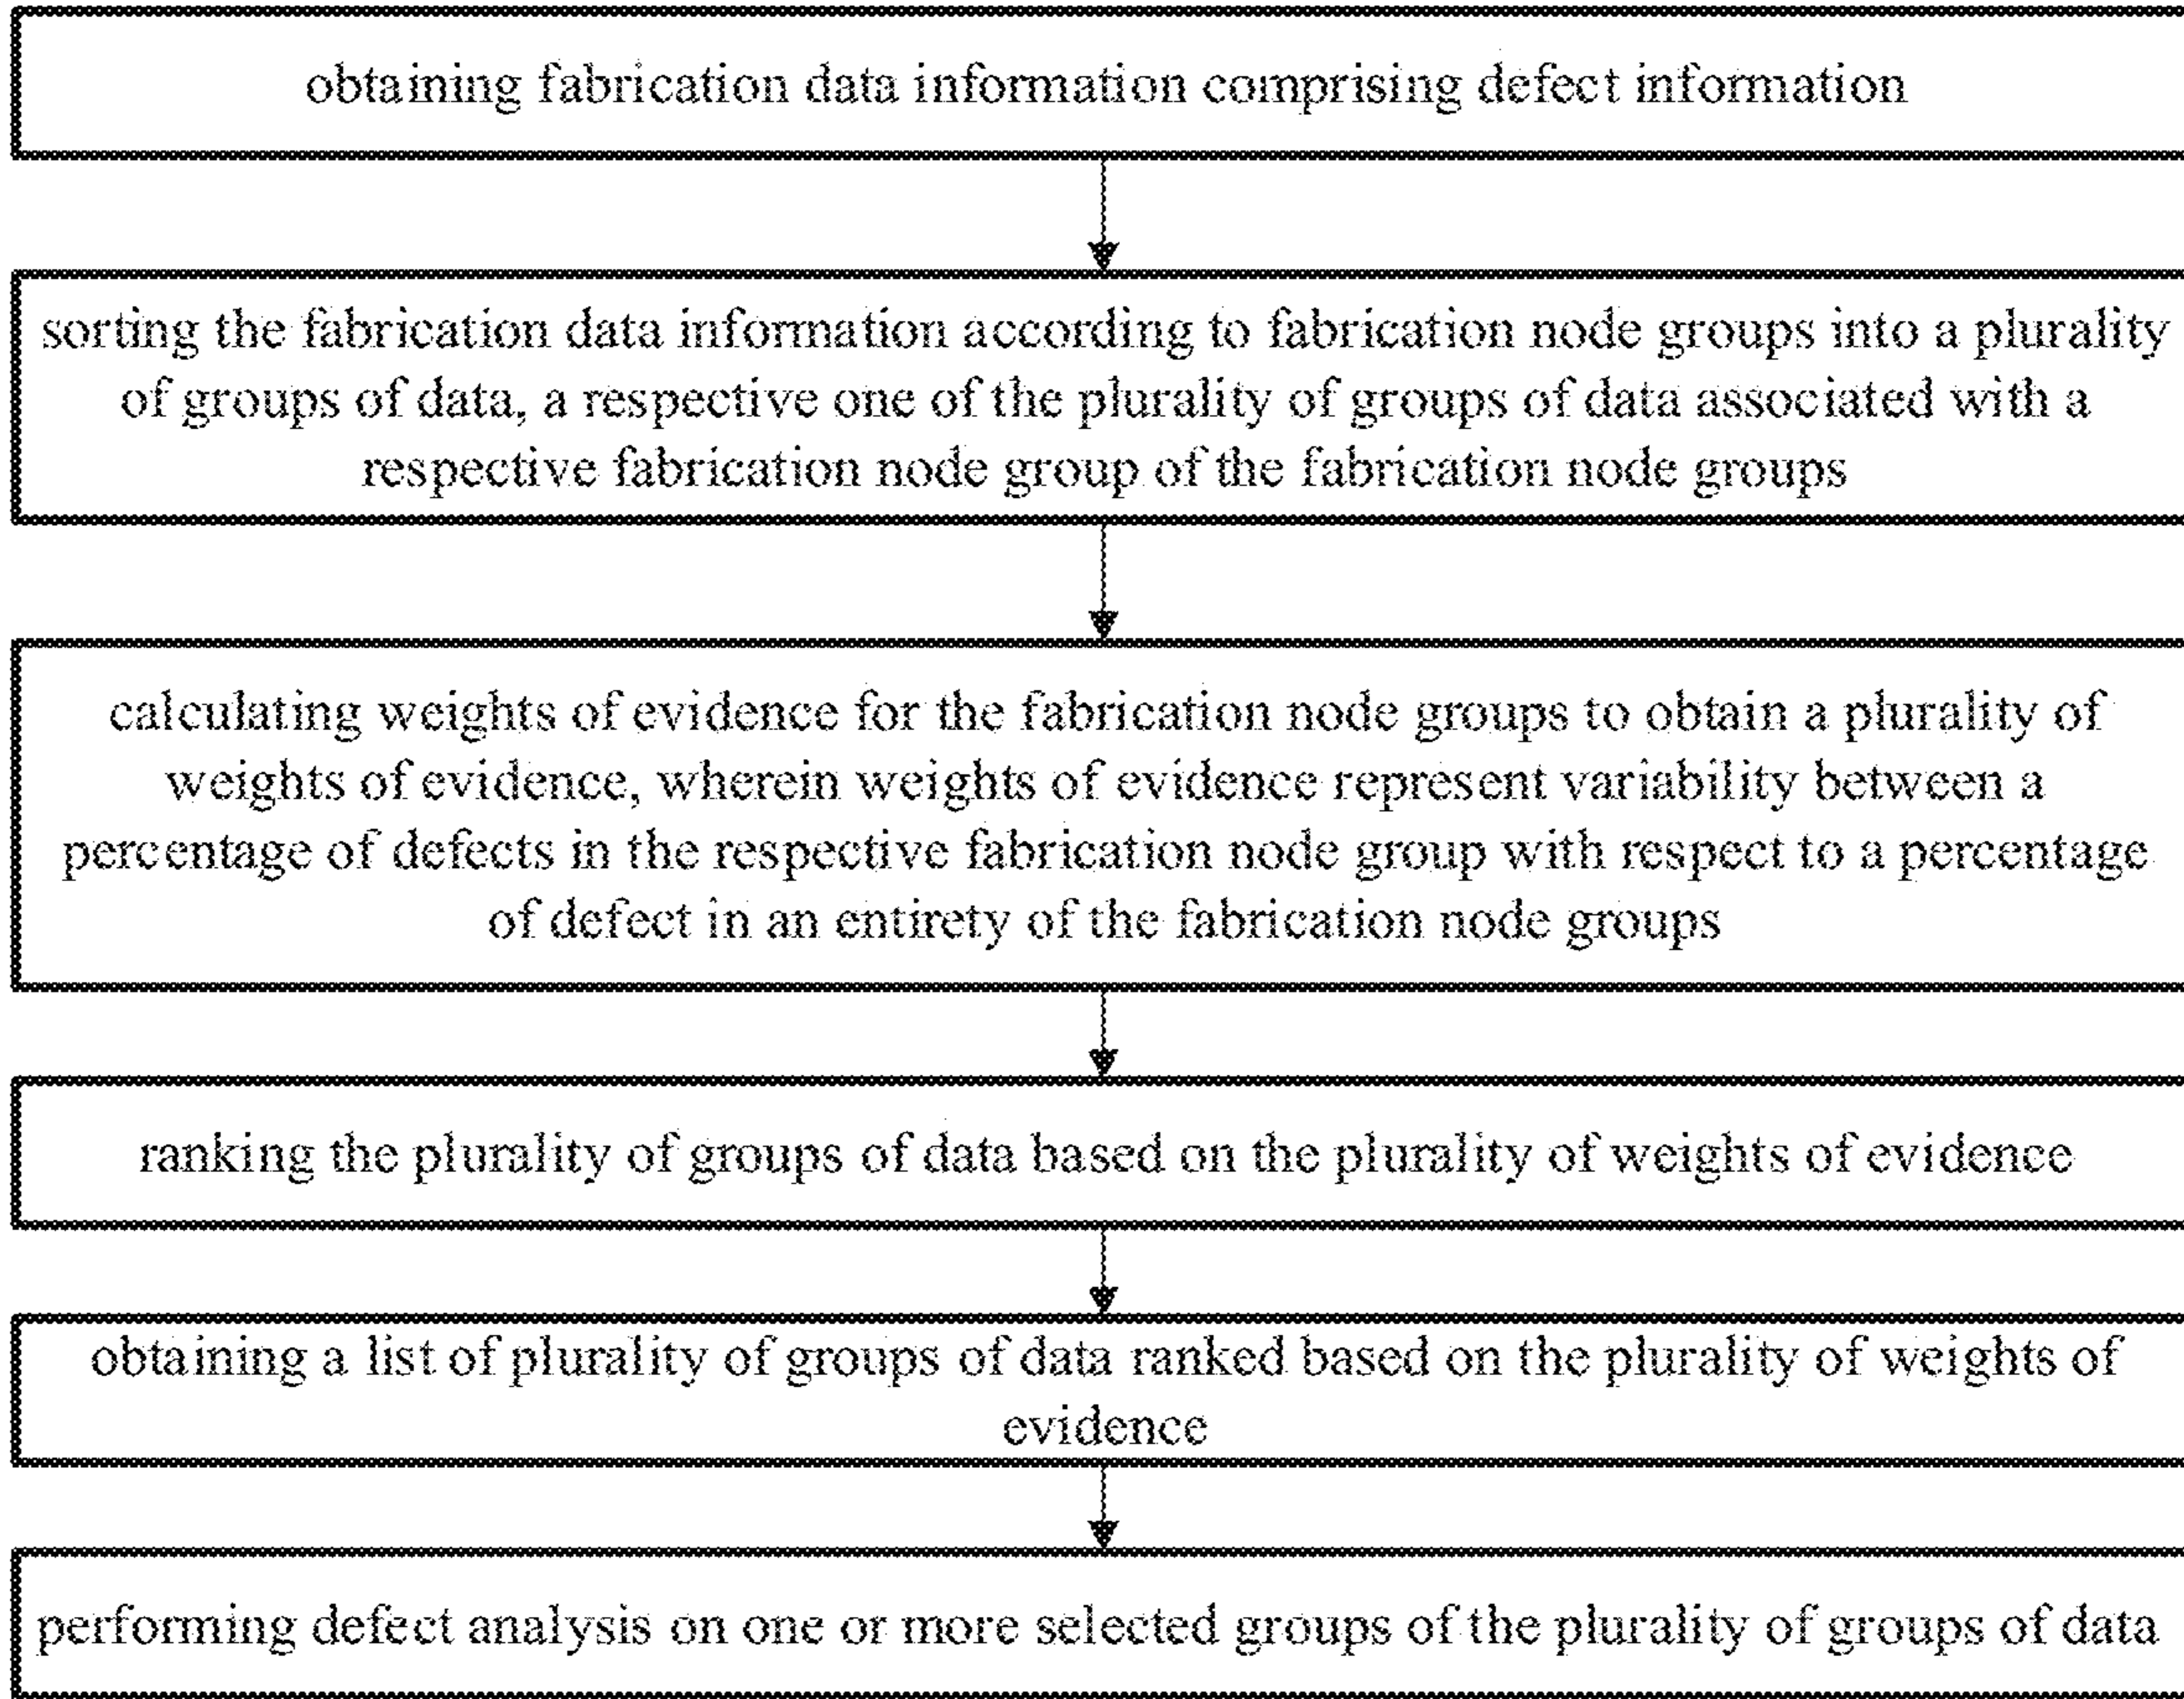 obtaining fabrication data information comprising defect information
sorting the fabrication data information according to fabrication node groups into a plurality
of groups of data, a respective one of the plurality of groups of data associated with a
respective fabrication node group of the fabrication node groups
calculating weights of evidence for the fabrication node groups to obtain a plurality of
weights of evidence, wherein weights of evidence represent variability between a
percentage of defects in the respective fabrication node group with respect to a percentage
of defect in an entirety of the fabrication node groups
ranking the plurality of groups of data based on the plurality of weights of evidence
obtaining a list of plurality of groups of data ranked based on the plurality of weights of
evidence
performing defect analysis on one or more selected groups of the plurality of groups of data